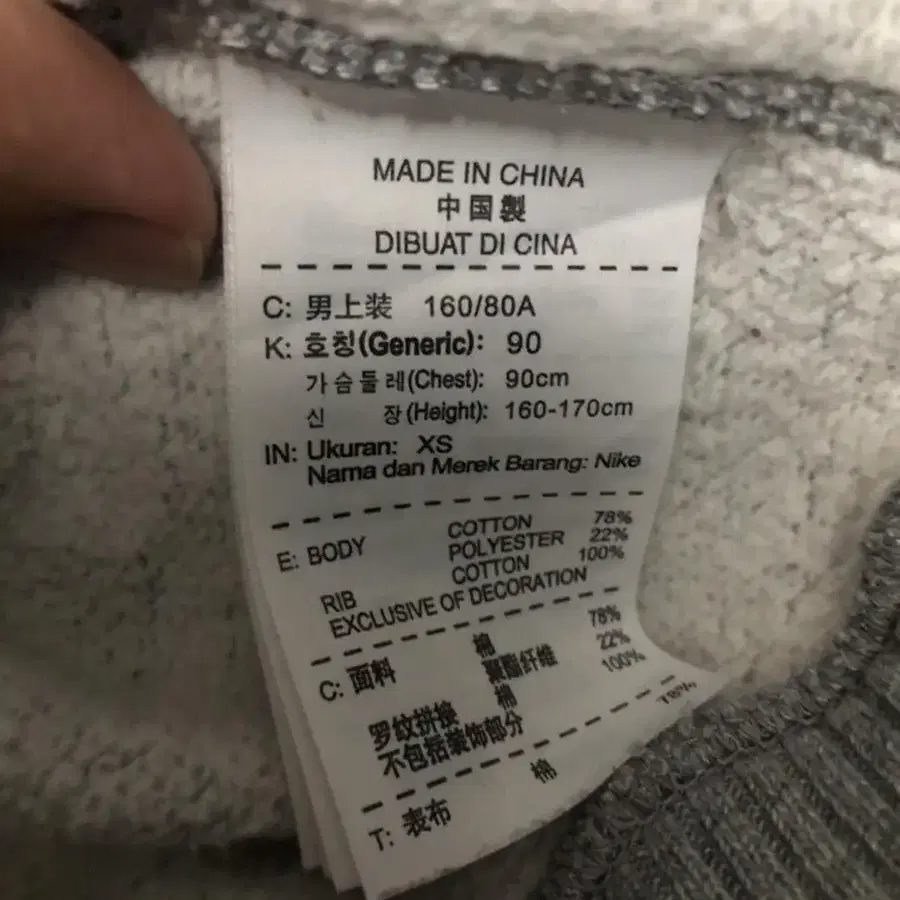 MADE IN CHINA
中国製
DIBUAT DI CINA
C: 男上装 160/80A
K: 호칭(Generic): 90
가슴둘레(Chest): 90cm
신 장(Height): 160-170cm
IN: Ukuran: XS
Nama dan Merek Barang: Nike
E: BODY COTTON 78%
POLYESTER 22%
RIB COTTON 100%
EXCLUSIVE OF DECORATION
C: 面料 棉 78%
聚酯纤维 22%
罗纹拼接 棉 100%
不包括装饰部分
T: 表布 棉 78%